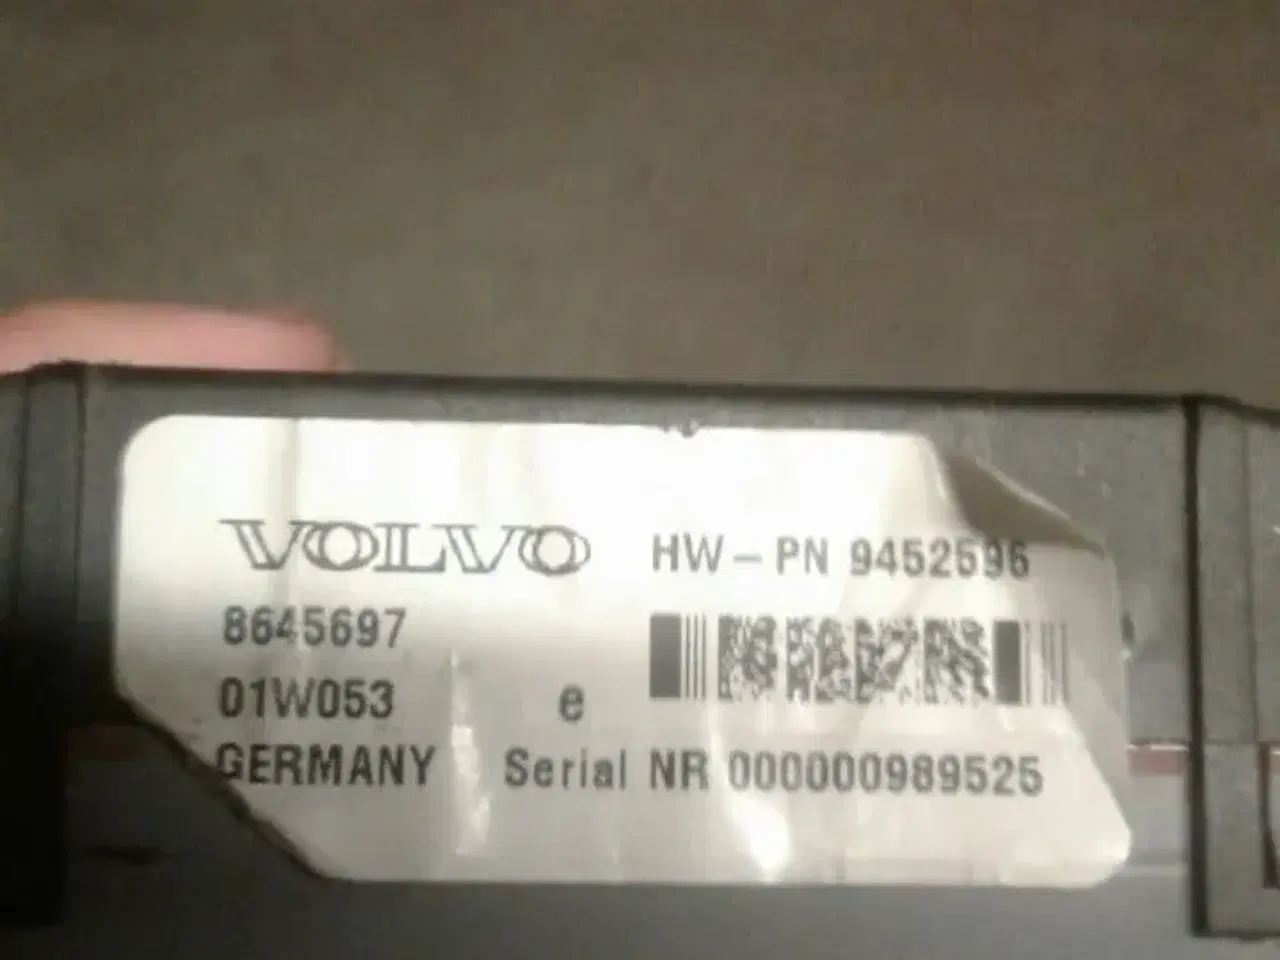 VOLVO HW-PN 9452596
8645697
01W053 e
GERMANY Serial NR 000000989525